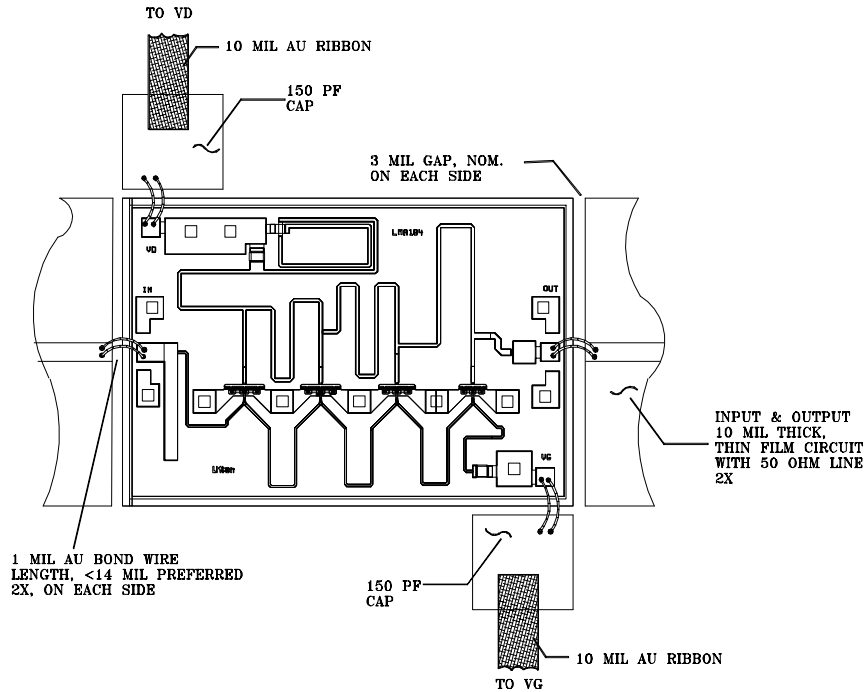 TO VD
10 MIL AU RIBBON
150 PF
CAP
3 MIL GAP, NOM.
ON EACH SIDE
LMA184
VD
IN
OUT
INPUT & OUTPUT
10 MIL THICK,
THIN FILM CIRCUIT
WITH 50 OHM LINE
2X
VG
1 MIL AU BOND WIRE
LENGTH, <14 MIL PREFERRED
2X, ON EACH SIDE
150 PF
CAP
10 MIL AU RIBBON
TO VG